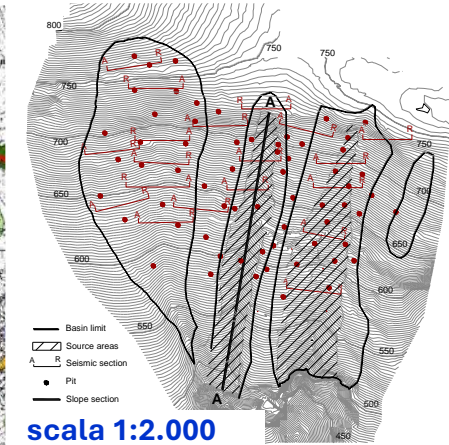 800
750
750
750
A R
A R
R A
A
A R
R A
750
700
A R
A R
700
A R
A R
650
A R
A R
A R
650
600
600
550
550
500
450
A
Basin limit
Source areas
A R Seismic section
Pit
Slope section
scala 1:2.000